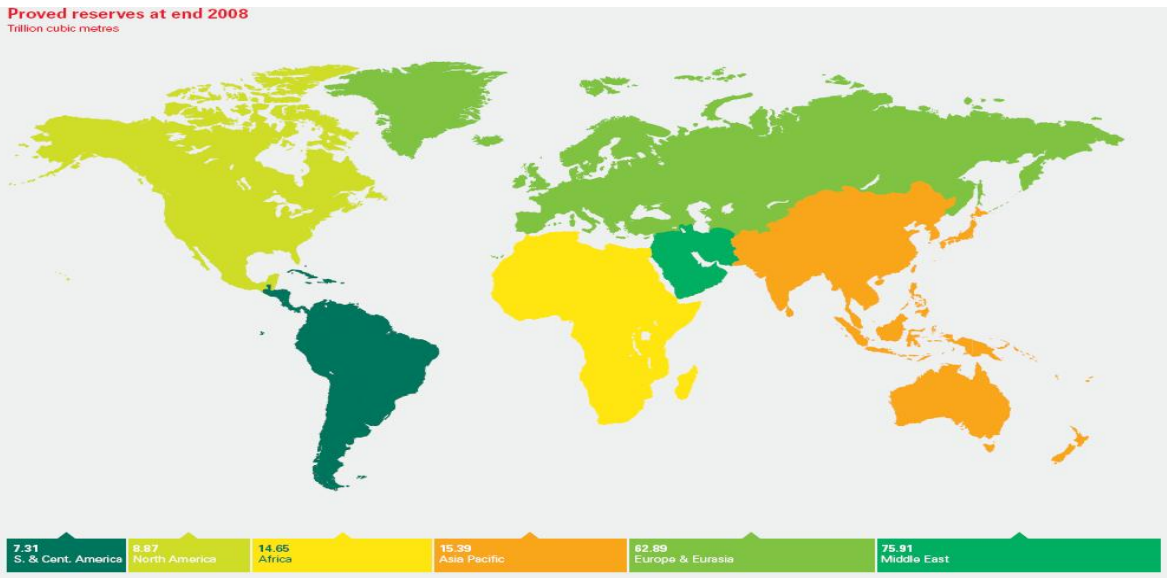 Proved reserves at end 2008
Trillion cubic metres
7.31
S. & Cent. America
8.87
North America
14.65
Africa
15.39
Asia Pacific
62.89
Europe & Eurasia
75.91
Middle East